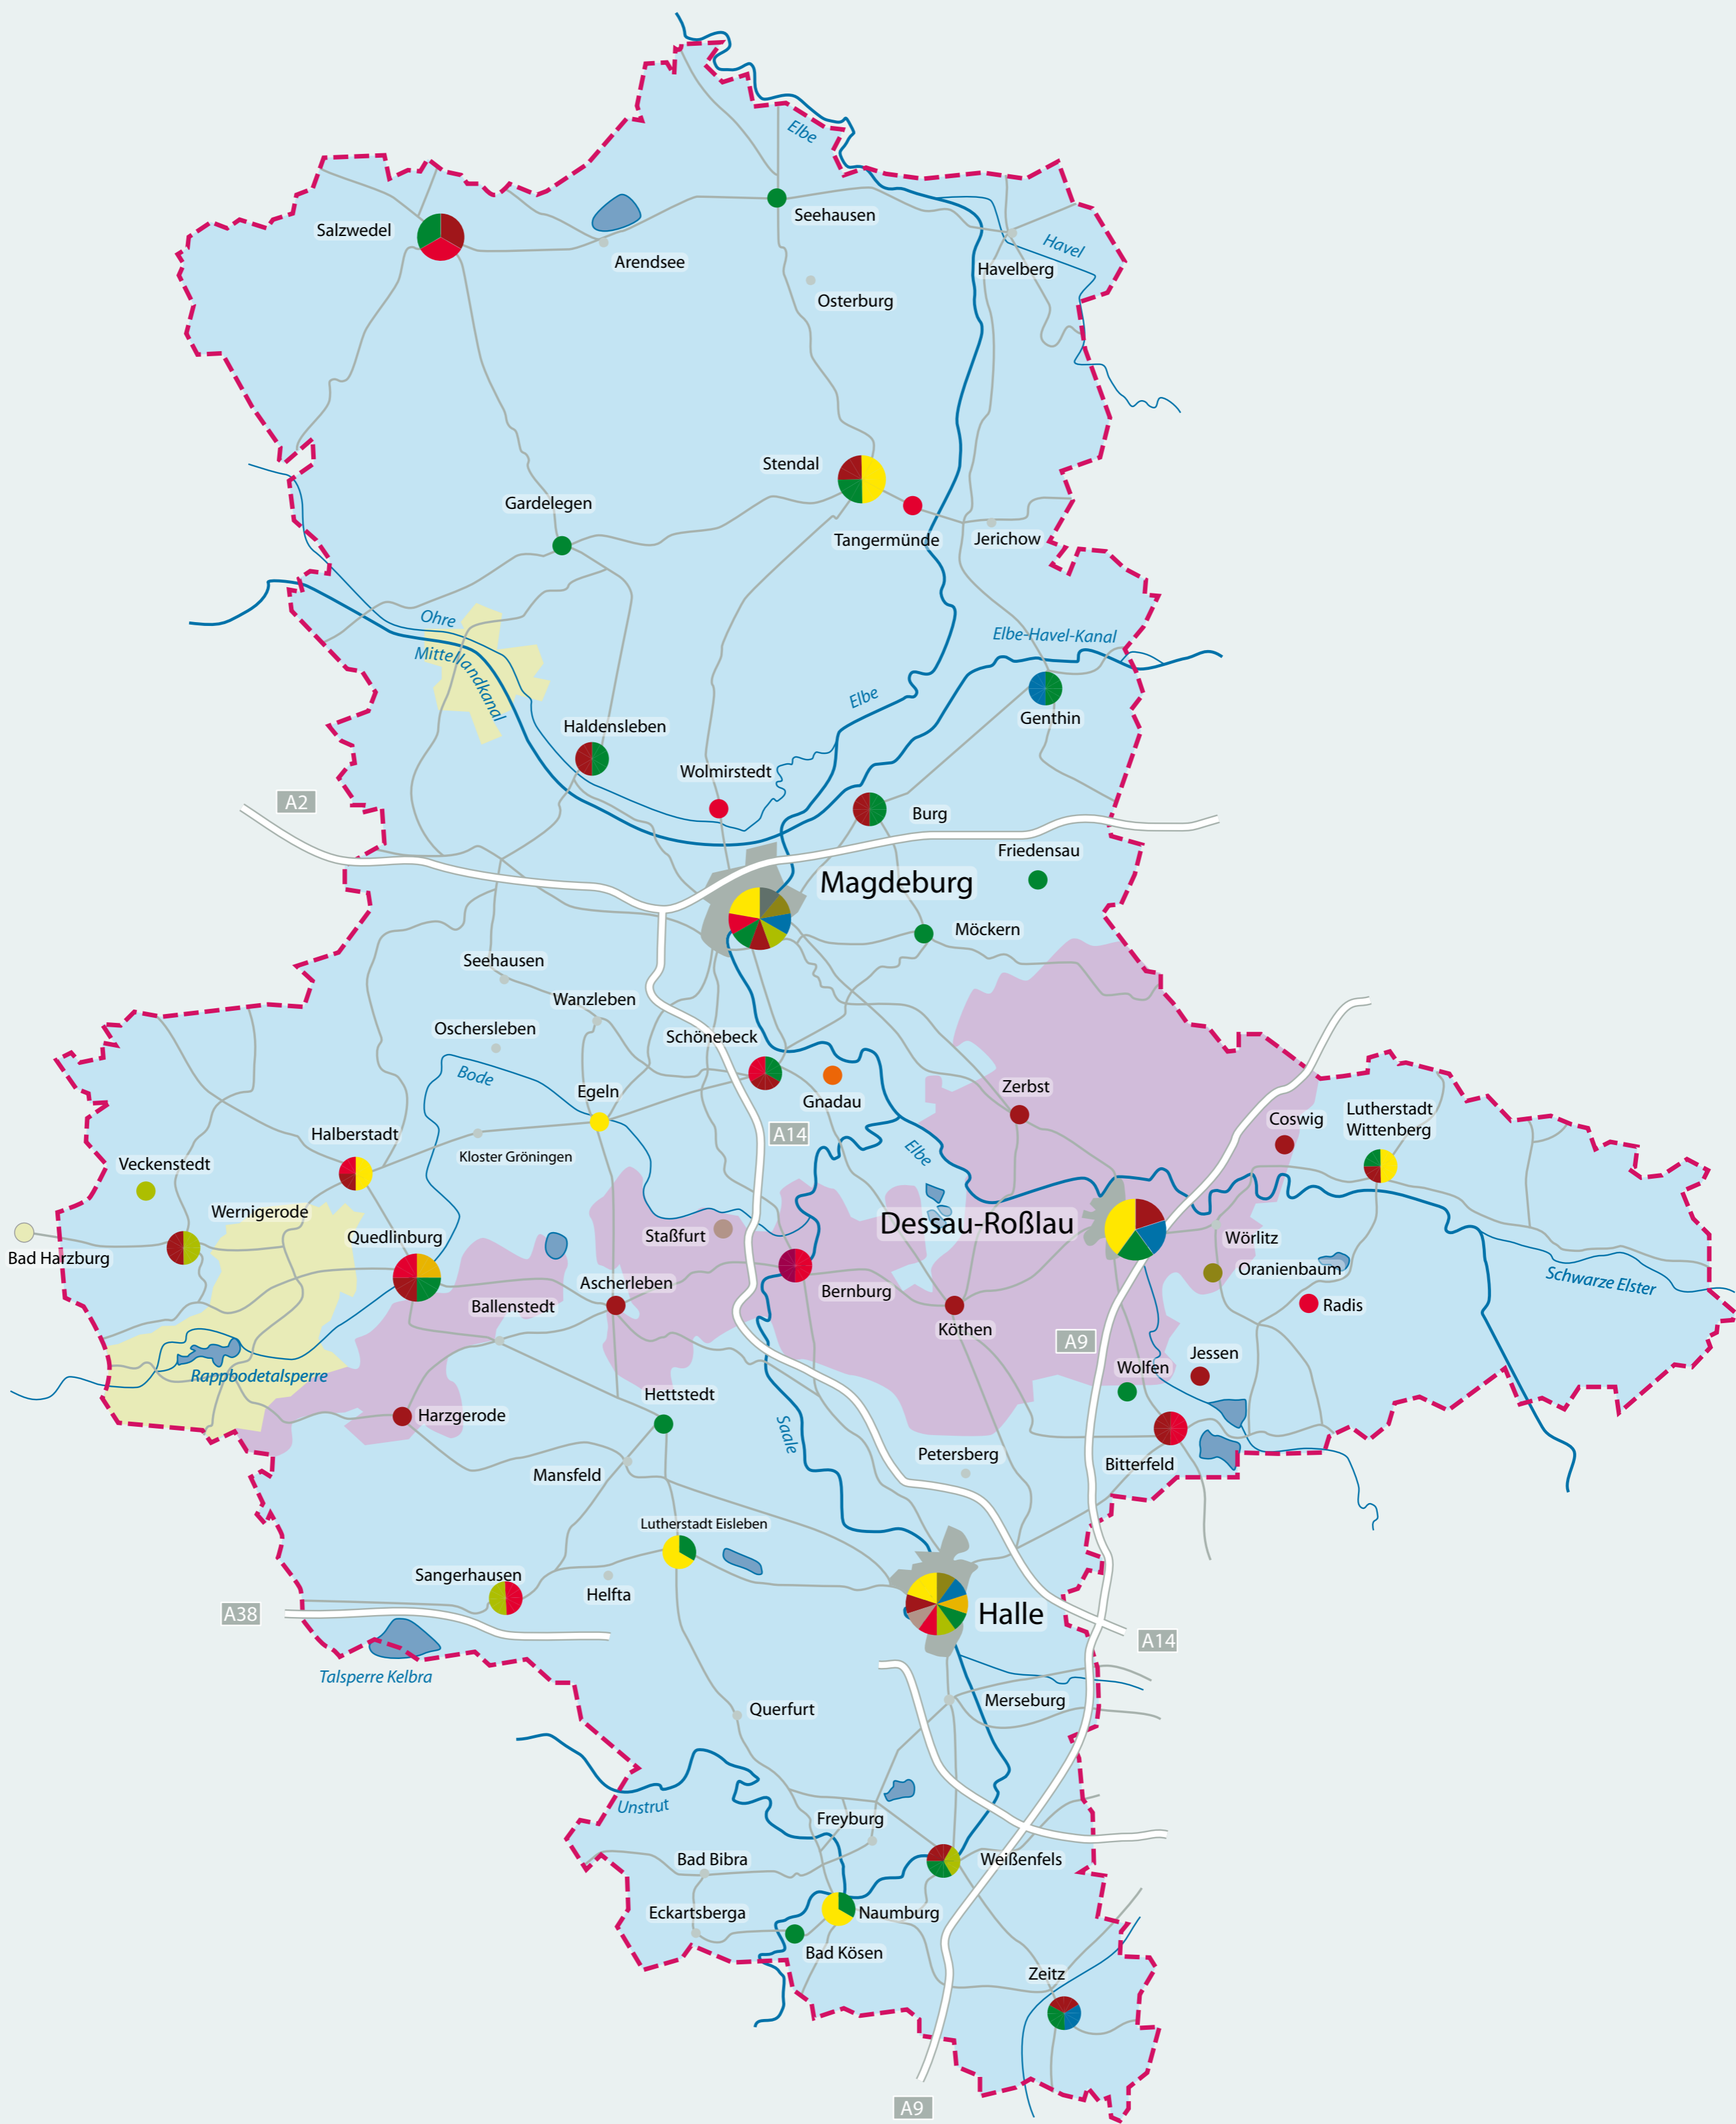 Elbe
Seehausen
Salzwedel
Havel
Arendsee
Havelberg
Osterburg
Stendal
Gardelegen
Tangermünde
Jerichow
Ohre
Elbe-Havel-Kanal
Mittellandkanal
Elbe
Genthin
Haldensleben
Wolmirstedt
A2
Burg
Friedensau
Magdeburg
Möckern
Seehausen
Wanzleben
Oschersleben
Schönebeck
Bode
Egeln
Gnadau
Zerbst
Lutherstadt
Wittenberg
Coswig
Halberstadt
A14
Elbe
Kloster Gröningen
Veckenstedt
Wernigerode
Dessau-Roßlau
Staßfurt
Quedlinburg
Wörlitz
Bad Harzburg
Oranienbaum
Schwarze Elster
Ascherleben
Bernburg
Ballenstedt
Radis
Köthen
A9
Jessen
Wolfen
Rappbodetalsperre
Hettstedt
Harzgerode
Saale
Petersberg
Bitterfeld
Mansfeld
Lutherstadt Eisleben
Sangerhausen
Helfta
A38
Halle
A14
Talsperre Kelbra
Merseburg
Querfurt
Unstrut
Freyburg
Bad Bibra
Weißenfels
Eckartsberga
Naumburg
Bad Kösen
Zeitz
A9